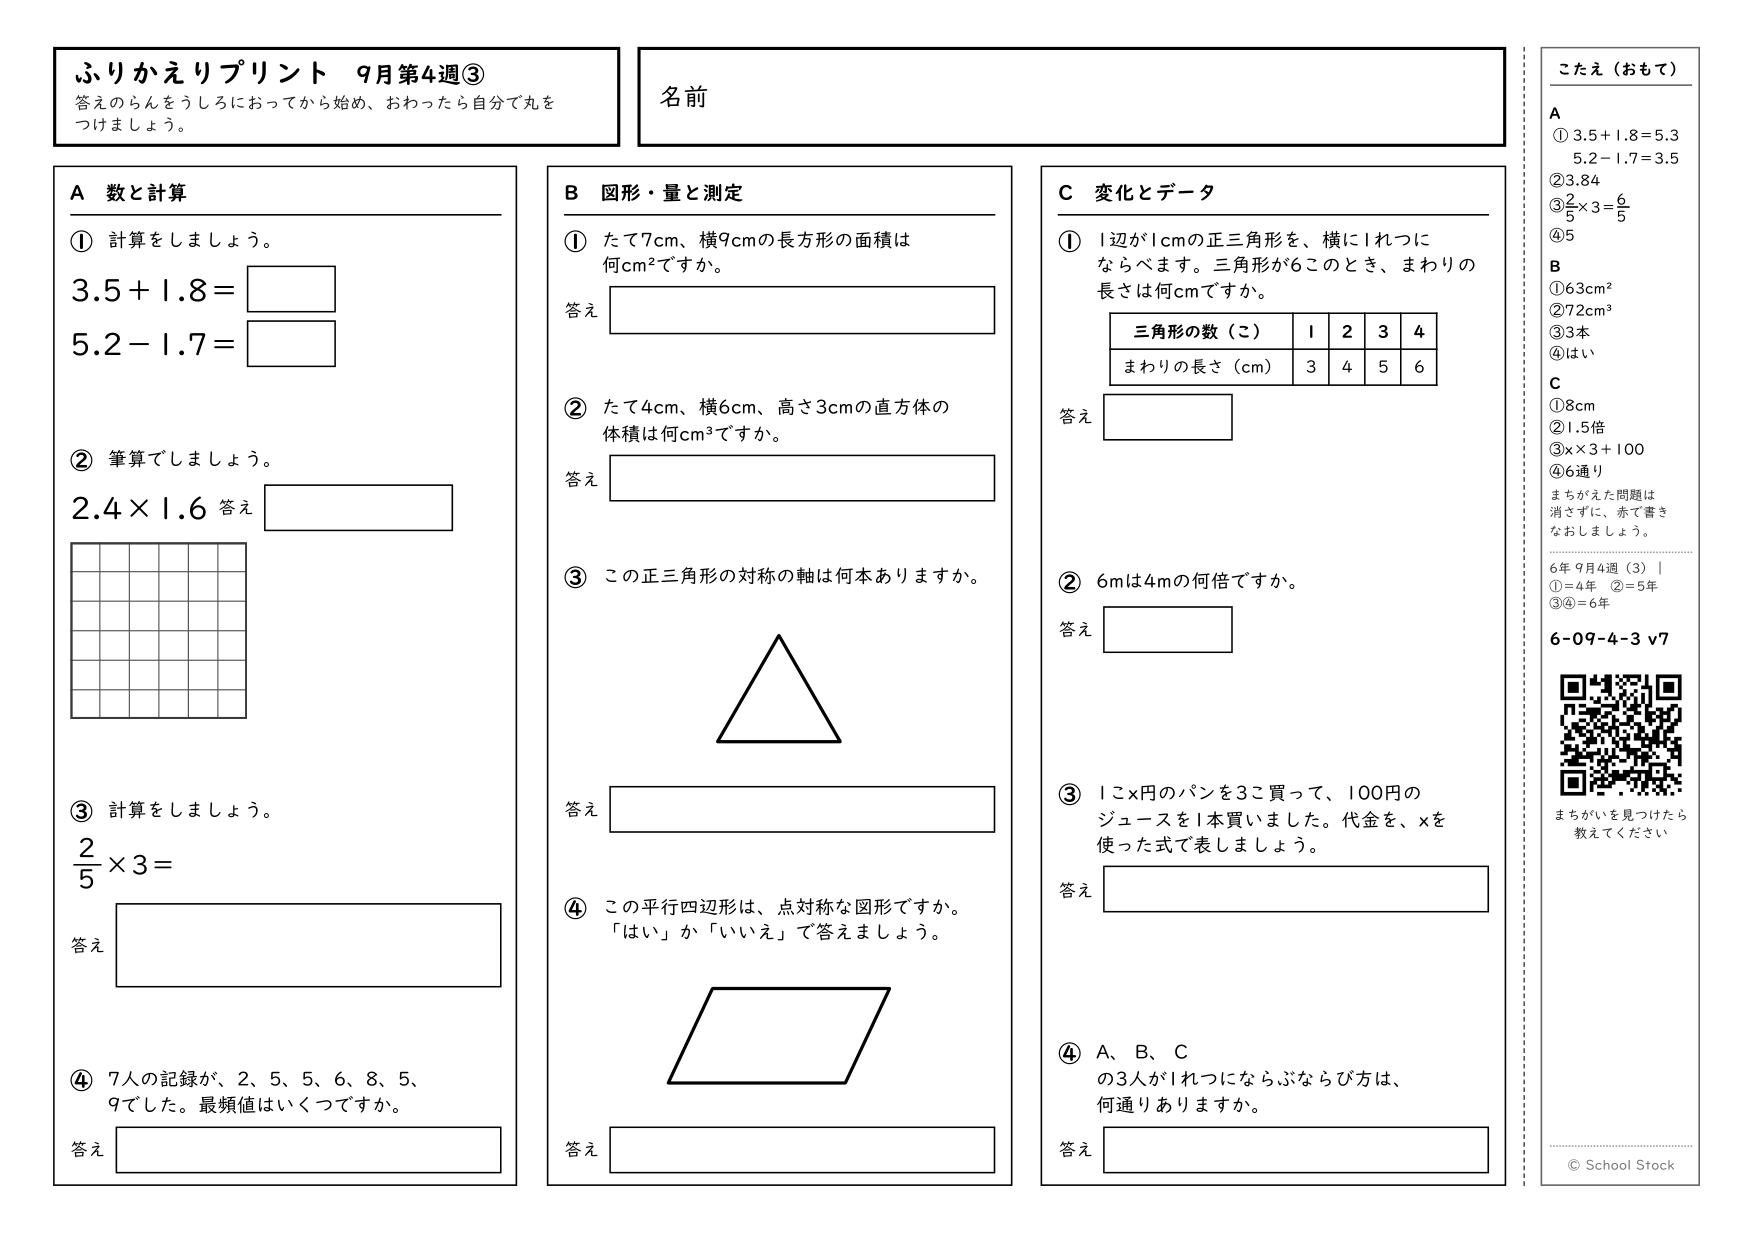 ふりかえりプリント　9月第4週③
答えのらんをうしろにおってから始め、おわったら自分で丸を
つけましょう。
名前
A　数と計算
① 計算をしましょう。
3.5＋1.8＝
5.2－1.7＝
② 筆算でしましょう。
2.4×1.6 答え
③ 計算をしましょう。
2/5×3＝
答え
④ 7人の記録が、2、5、5、6、8、5、
9でした。最頻値はいくつですか。
答え
B　図形・量と測定
① たて7cm、横9cmの長方形の面積は
何cm²ですか。
答え
② たて4cm、横6cm、高さ3cmの直方体の
体積は何cm³ですか。
答え
③ この正三角形の対称の軸は何本ありますか。
答え
④ この平行四辺形は、点対称な図形ですか。
「はい」か「いいえ」で答えましょう。
答え
C　変化とデータ
① 1辺が1cmの正三角形を、横に1れつに
ならべます。三角形が6このとき、まわりの
長さは何cmですか。
三角形の数（こ） 1 2 3 4
まわりの長さ（cm） 3 4 5 6
答え
② 6mは4mの何倍ですか。
答え
③ 1こx円のパンを3こ買って、100円の
ジュースを1本買いました。代金を、xを
使った式で表しましょう。
答え
④ A、 B、 C
の3人が1れつにならぶならび方は、
何通りありますか。
答え
こたえ（おもて）
A
① 3.5＋1.8＝5.3
5.2－1.7＝3.5
②3.84
③2/5×3＝6/5
④5
B
①63cm²
②72cm³
③3本
④はい
C
①8cm
②1.5倍
③x×3＋100
④6通り
まちがえた問題は
消さずに、赤で書き
なおしましょう。
6年 9月4週（3）｜
①＝4年　②＝5年
③④＝6年
6-09-4-3 v7
まちがいを見つけたら
教えてください
© School Stock